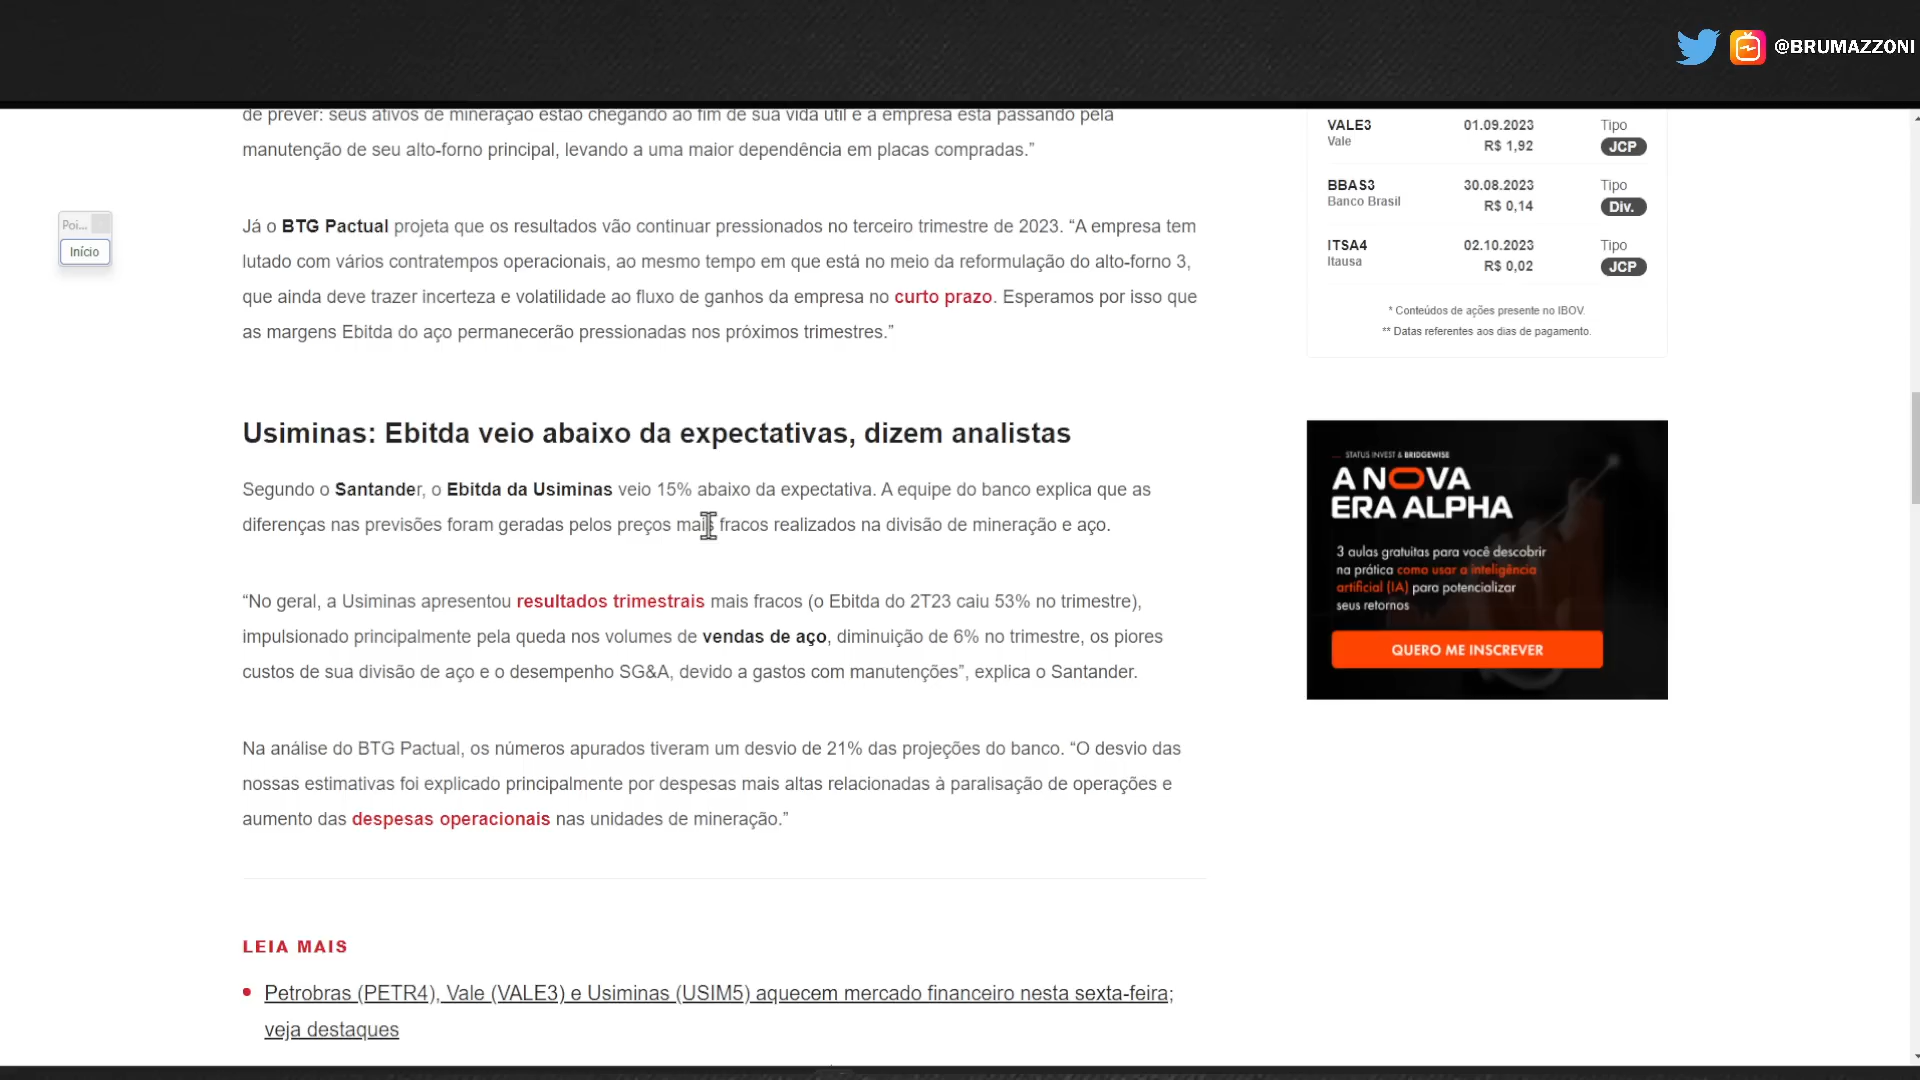 @BRUMAZZONI
de prever: seus ativos de mineração estão chegando ao fim de sua vida útil e a empresa está passando pela
manutenção de seu alto-forno principal, levando a uma maior dependência em placas compradas.”
Poi...
Início
Já o BTG Pactual projeta que os resultados vão continuar pressionados no terceiro trimestre de 2023. “A empresa tem
lutado com vários contratempos operacionais, ao mesmo tempo em que está no meio da reformulação do alto-forno 3,
que ainda deve trazer incerteza e volatilidade ao fluxo de ganhos da empresa no curto prazo. Esperamos por isso que
as margens Ebitda do aço permanecerão pressionadas nos próximos trimestres.”
Usiminas: Ebitda veio abaixo da expectativas, dizem analistas
Segundo o Santander, o Ebitda da Usiminas veio 15% abaixo da expectativa. A equipe do banco explica que as
diferenças nas previsões foram geradas pelos preços mais fracos realizados na divisão de mineração e aço.
“No geral, a Usiminas apresentou resultados trimestrais mais fracos (o Ebitda do 2T23 caiu 53% no trimestre),
impulsionado principalmente pela queda nos volumes de vendas de aço, diminuição de 6% no trimestre, os piores
custos de sua divisão de aço e o desempenho SG&A, devido a gastos com manutenções”, explica o Santander.
Na análise do BTG Pactual, os números apurados tiveram um desvio de 21% das projeções do banco. “O desvio das
nossas estimativas foi explicado principalmente por despesas mais altas relacionadas à paralisação de operações e
aumento das despesas operacionais nas unidades de mineração.”
LEIA MAIS
Petrobras (PETR4), Vale (VALE3) e Usiminas (USIM5) aquecem mercado financeiro nesta sexta-feira;
veja destaques
VALE3 01.09.2023 Tipo
Vale R$ 1,92 JCP
BBAS3 30.08.2023 Tipo
Banco Brasil R$ 0,14 Div.
ITSA4 02.10.2023 Tipo
Itausa R$ 0,02 JCP
* Conteúdos de ações presente no IBOV.
** Datas referentes aos dias de pagamento.
STATUS INVEST & BRIDGEWISE
A NOVA
ERA ALPHA
3 aulas gratuitas para você descobrir
na prática como usar a inteligência
artificial (IA) para potencializar
seus retornos
QUERO ME INSCREVER